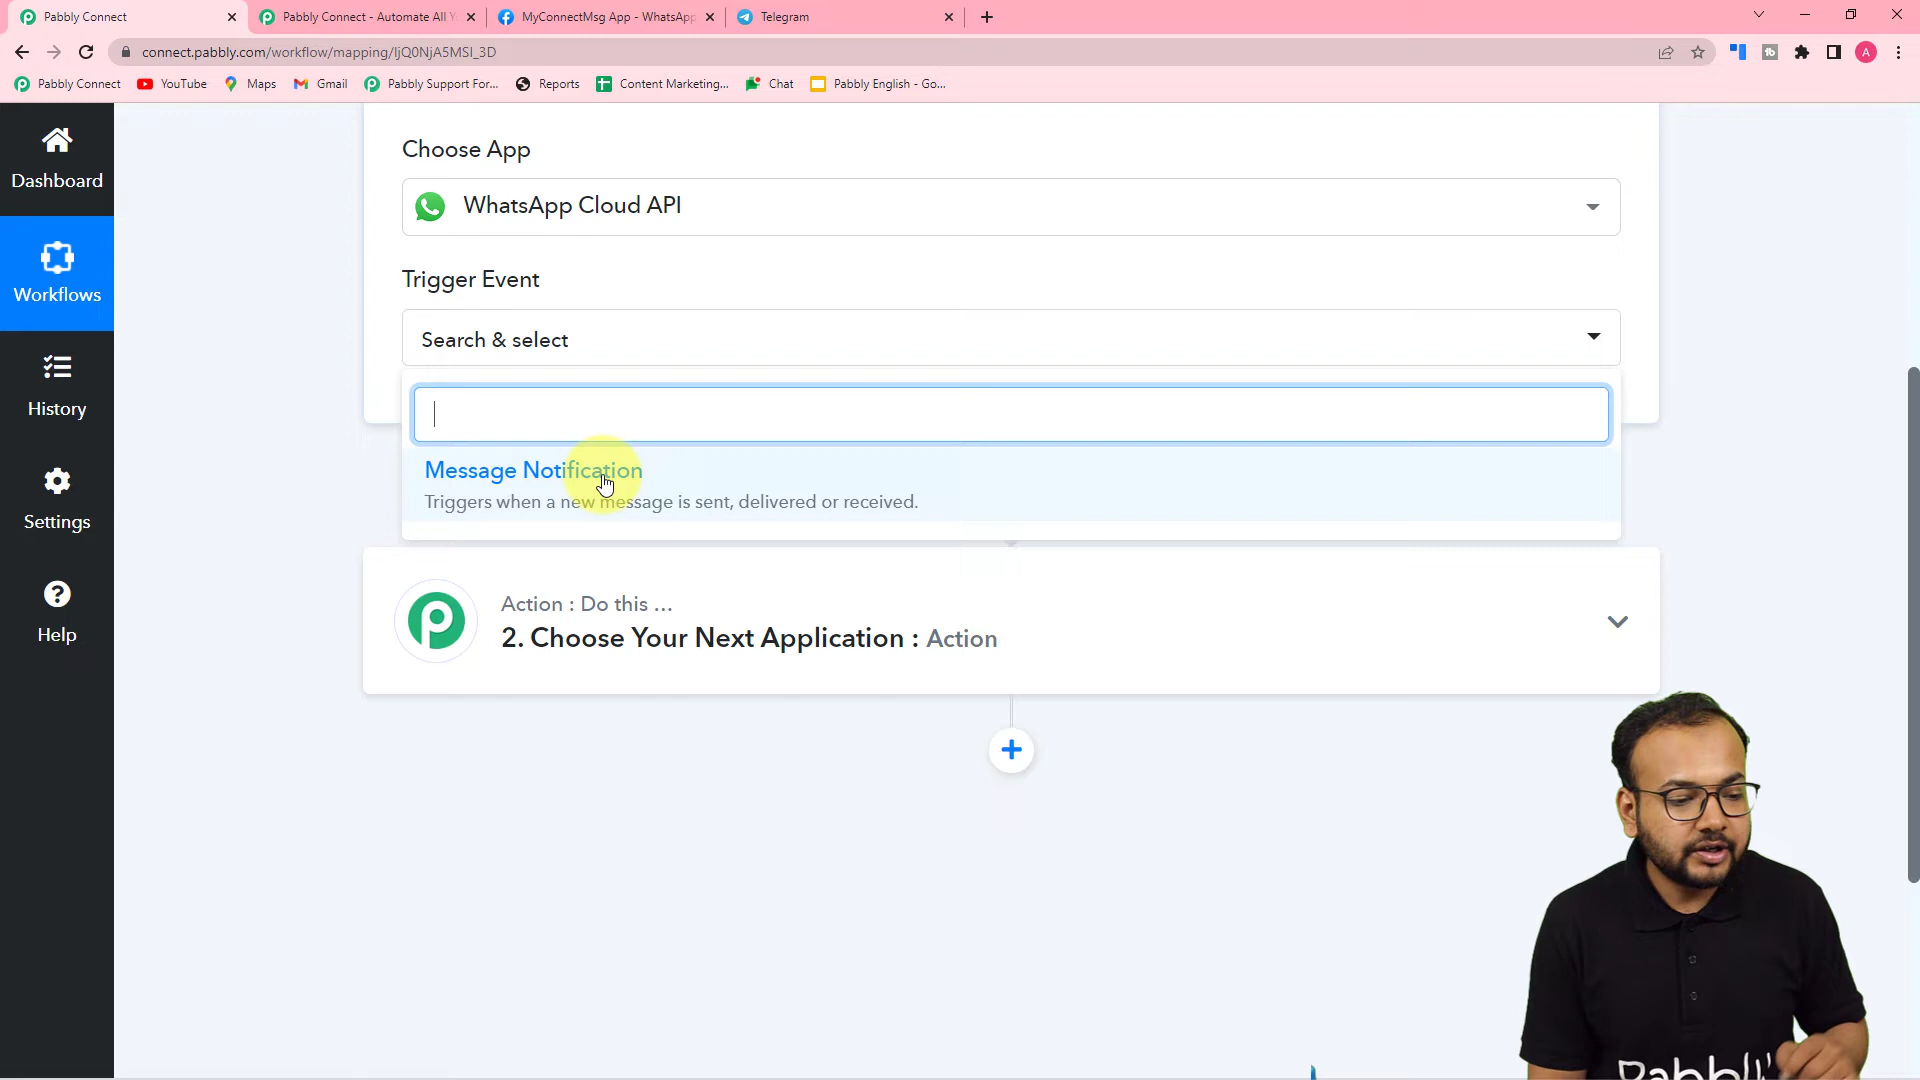 Pabbly Connect
Pabbly Connect - Automate All Y
MyConnectMsg App - WhatsApp
Telegram
connect.pabbly.com/workflow/mapping/IjQ0NjA5MSI_3D
A
Pabbly Connect
YouTube
Maps
Gmail
Pabbly Support For...
Reports
Content Marketing...
Chat
Pabbly English - Go...
Dashboard
Workflows
History
Settings
Help
Choose App
WhatsApp Cloud API
Trigger Event
Search & select
Message Notification
Triggers when a new message is sent, delivered or received.
Action : Do this ...
2. Choose Your Next Application : Action
Pabbly